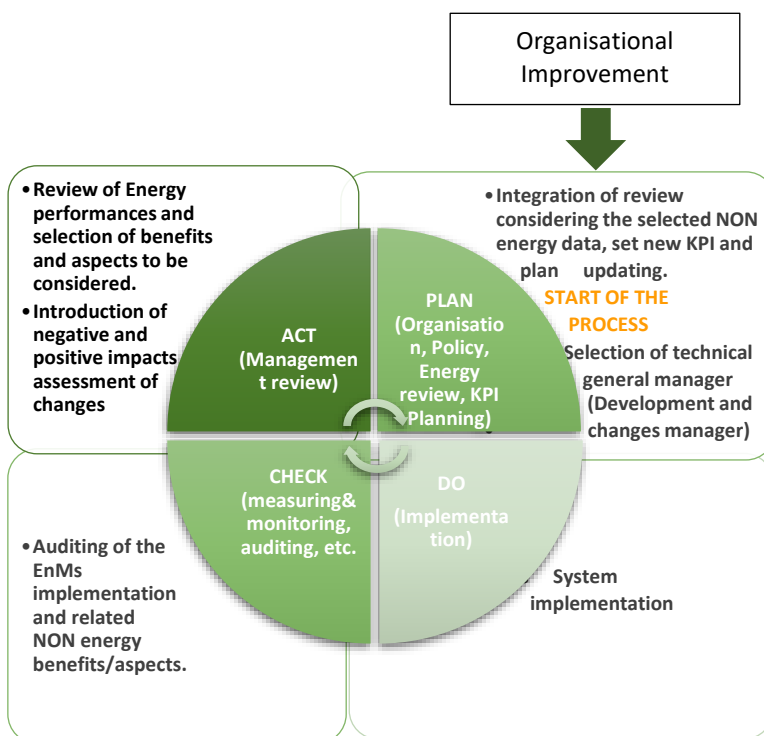 Organisational
Improvement
•Review of Energy
performances and
selection of benefits
and aspects to be
considered.
•Introduction of
negative and
positive impacts
assessment of
changes
•Integration of review
considering the selected NON
energy data, set new KPI and
plan updating.
START OF THE
PROCESS
Selection of technical
general manager
(Development and
changes manager)
ACT
(Managemen
t review)
PLAN
(Organisatio
n, Policy,
Energy
review, KPI
Planning)
CHECK
(measuring&
monitoring,
auditing, etc.
DO
(Implementa
tion)
•Auditing of the
EnMs
implementation
and related
NON energy
benefits/aspects.
System
implementation